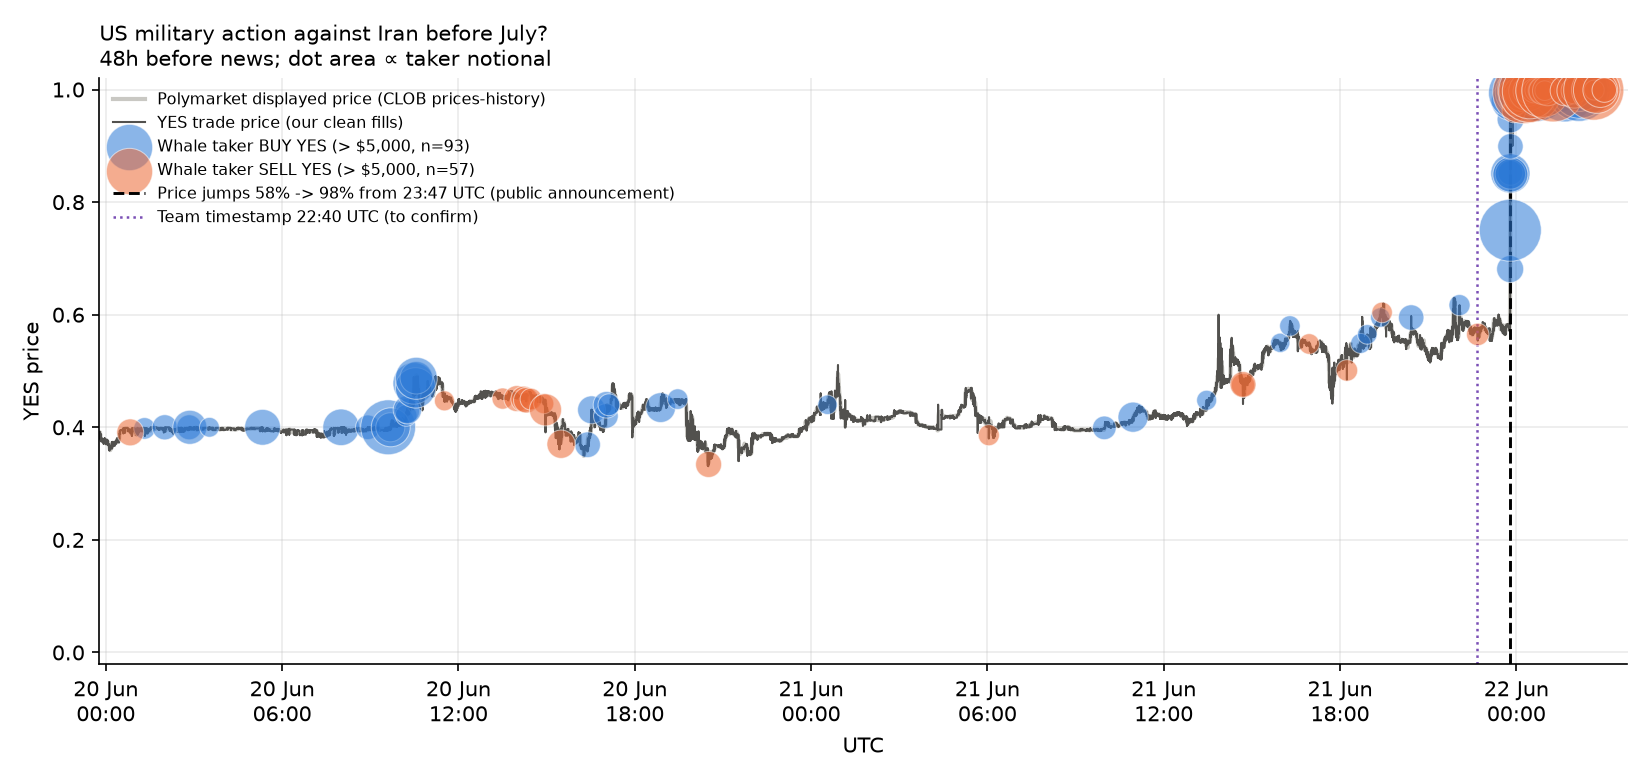 US military action against Iran before July?
48h before news; dot area ∝ taker notional
Polymarket displayed price (CLOB prices-history)
YES trade price (our clean fills)
Whale taker BUY YES (> $5,000, n=93)
Whale taker SELL YES (> $5,000, n=57)
Price jumps 58% -> 98% from 23:47 UTC (public announcement)
Team timestamp 22:40 UTC (to confirm)
YES price
1.0
0.8
0.6
0.4
0.2
0.0
20 Jun
00:00
20 Jun
06:00
20 Jun
12:00
20 Jun
18:00
21 Jun
00:00
21 Jun
06:00
21 Jun
12:00
21 Jun
18:00
22 Jun
00:00
UTC